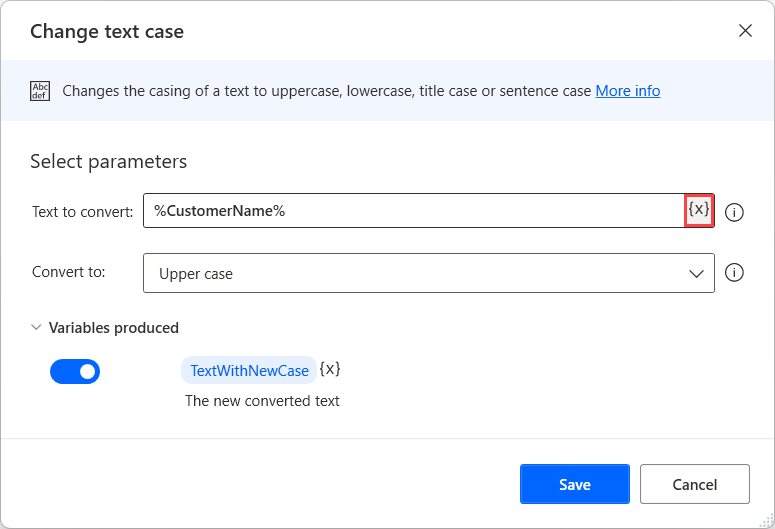 Change text case
Abc
def
Changes the casing of a text to uppercase, lowercase, title case or sentence case More info
Select parameters
Text to convert: %CustomerName% {x}
Convert to: Upper case
Variables produced
TextWithNewCase {x}
The new converted text
Save Cancel